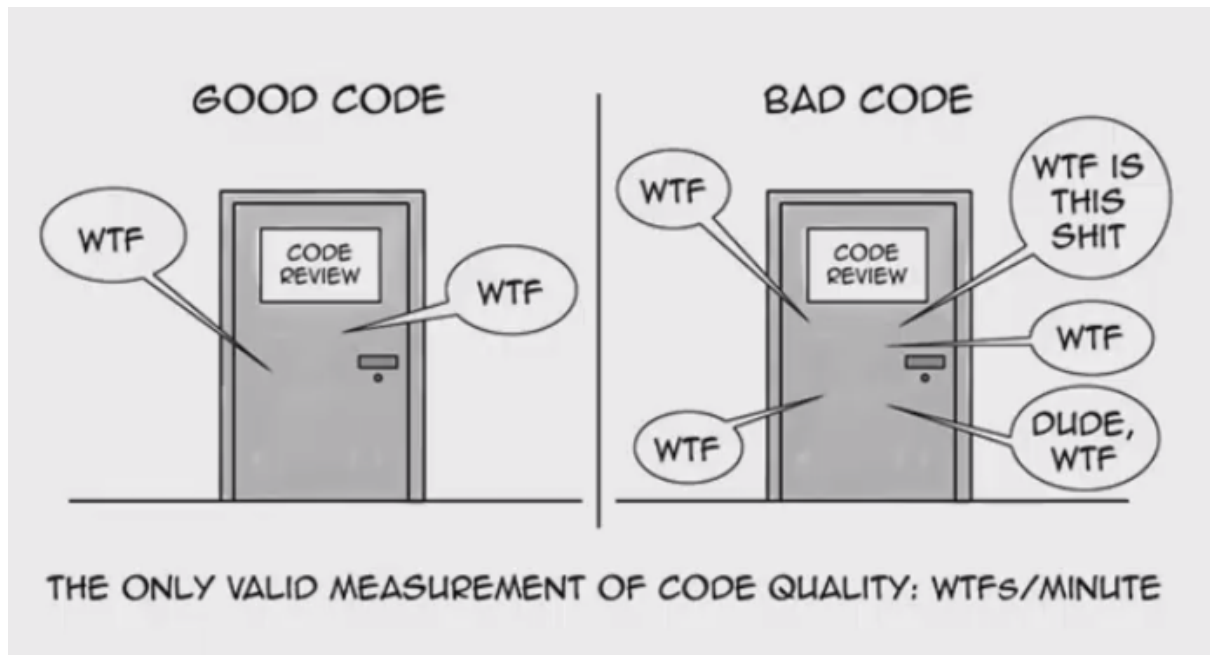 GOOD CODE
WTF
CODE
REVIEW
WTF
BAD CODE
WTF
CODE
REVIEW
WTF IS
THIS
SHIT
WTF
WTF
DUDE,
WTF
THE ONLY VALID MEASUREMENT OF CODE QUALITY: WTFs/MINUTE